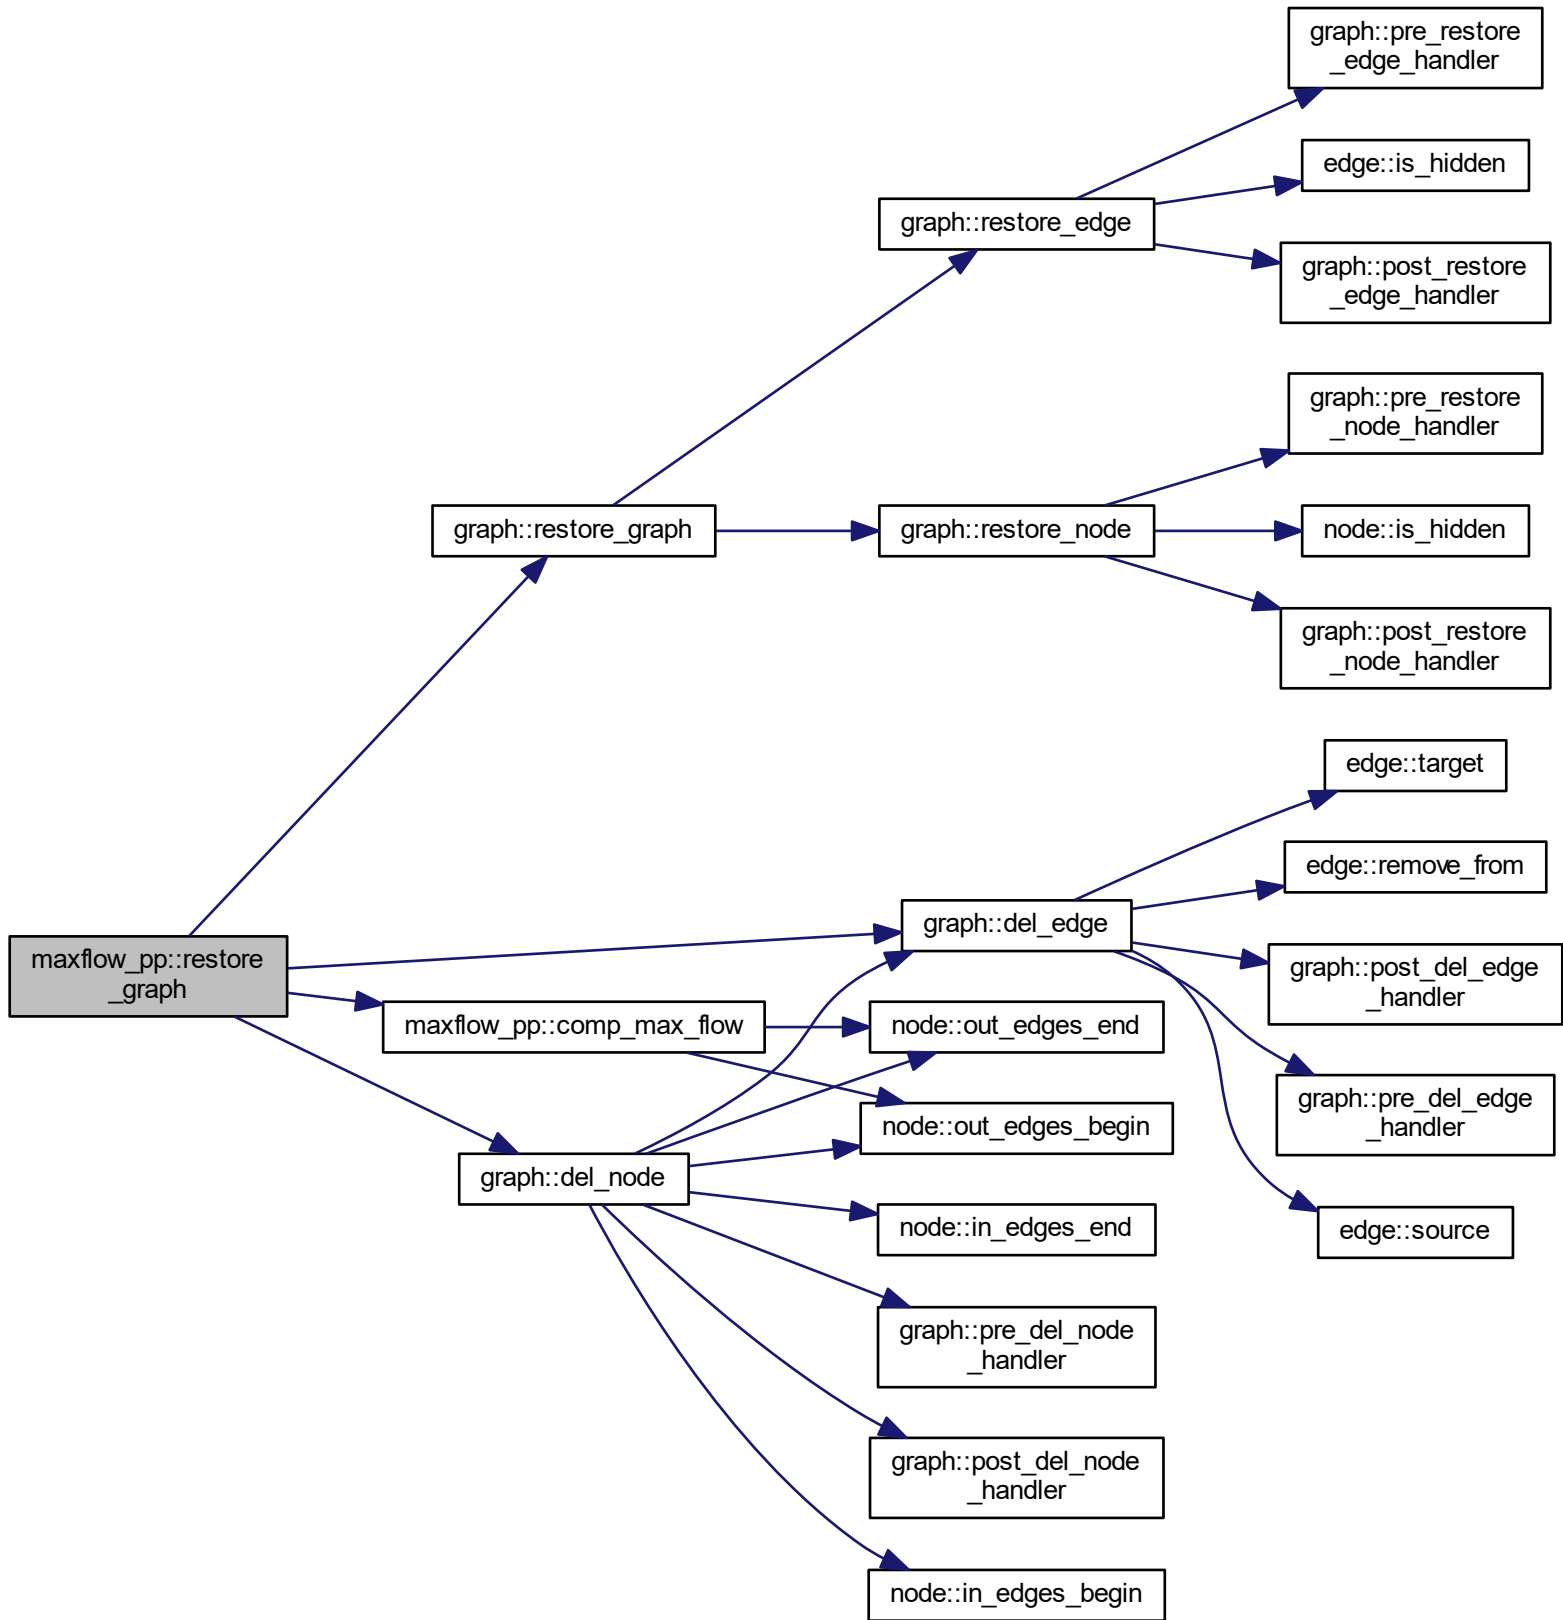 graph::pre_restore
_edge_handler
edge::is_hidden
graph::restore_edge
graph::post_restore
_edge_handler
graph::pre_restore
_node_handler
graph::restore_graph
graph::restore_node
node::is_hidden
graph::post_restore
_node_handler
edge::target
edge::remove_from
graph::del_edge
maxflow_pp::restore
_graph
graph::post_del_edge
_handler
maxflow_pp::comp_max_flow
node::out_edges_end
graph::pre_del_edge
_handler
node::out_edges_begin
graph::del_node
node::in_edges_end
edge::source
graph::pre_del_node
_handler
graph::post_del_node
_handler
node::in_edges_begin